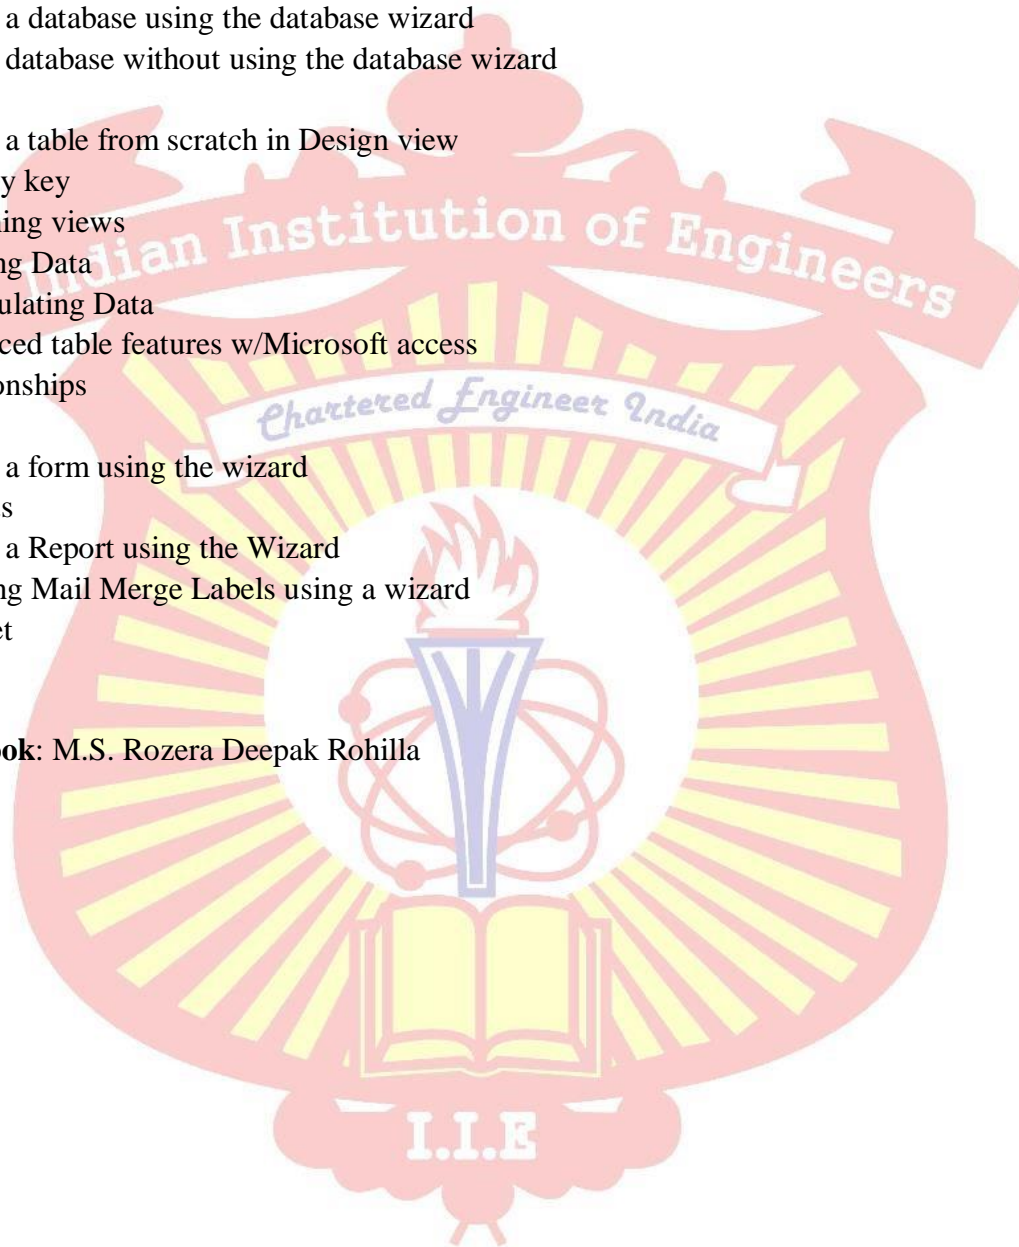 a database using the database wizard
database without using the database wizard
a table from scratch in Design view
y key
ing views
ng Data
ulating Data
ced table features w/Microsoft access
onships
a form using the wizard
s
a Report using the Wizard
ng Mail Merge Labels using a wizard
et
ok: M.S. Rozera Deepak Rohilla
Indian Institution of Engineers
Chartered Engineer India
I.I.E